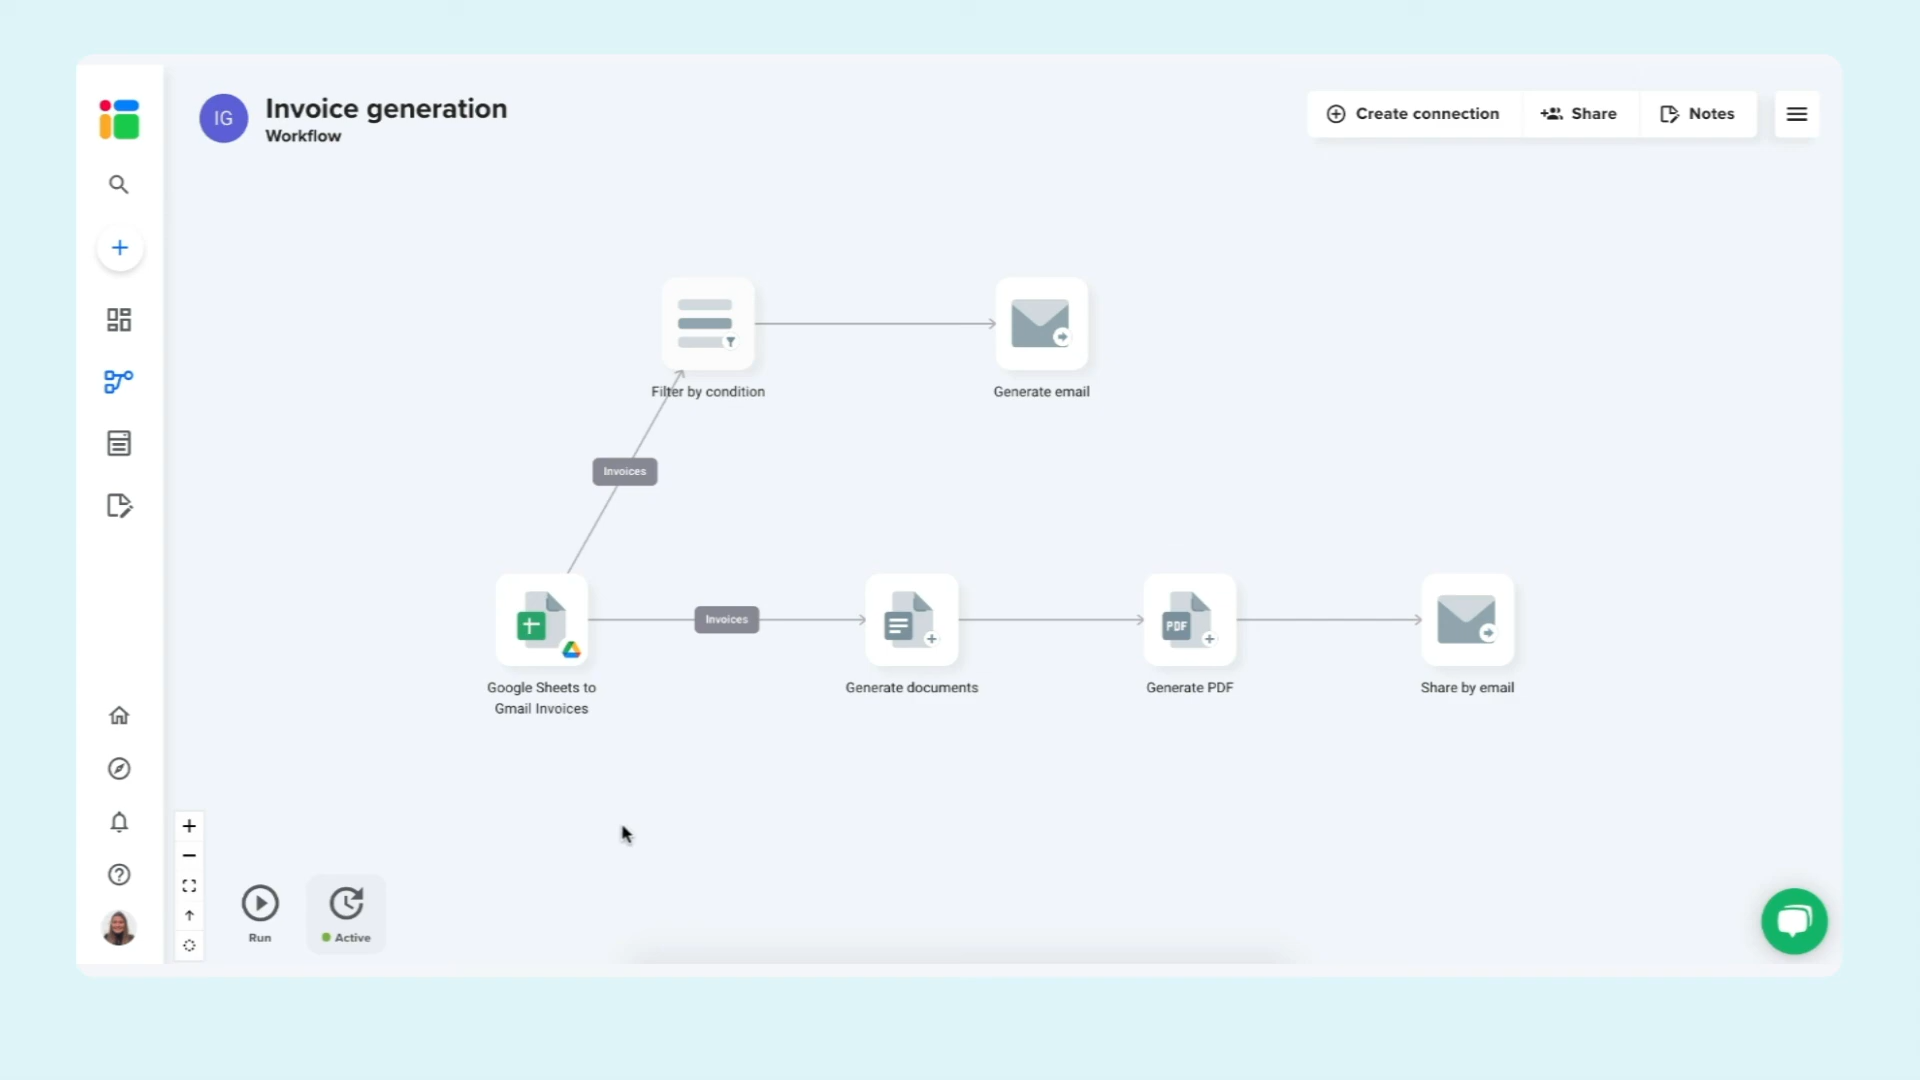 IG
Invoice generation
Workflow
Create connection
Share
Notes
Filter by condition
Generate email
Invoices
Invoices
PDF
Google Sheets to
Gmail Invoices
Generate documents
Generate PDF
Share by email
Run
Active